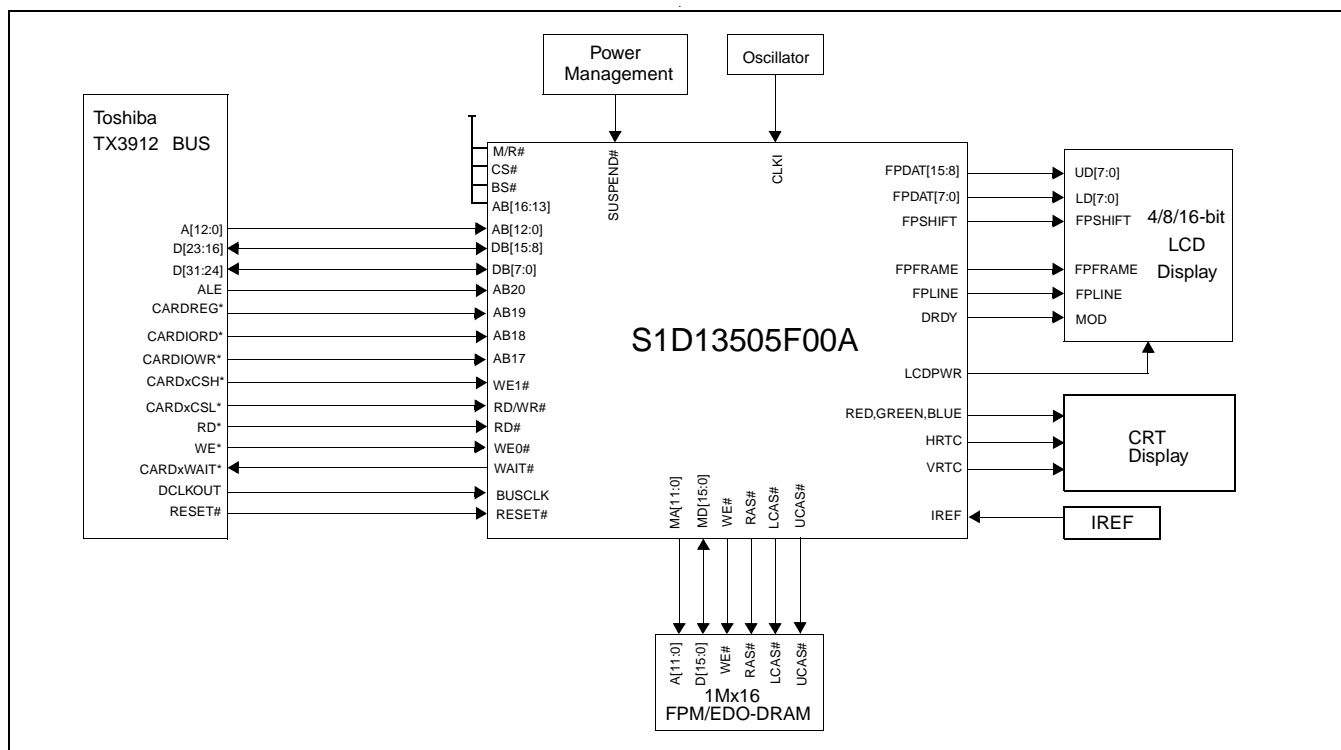 Power
Management
Oscillator
Toshiba
TX3912 BUS
A[12:0]
D[23:16]
D[31:24]
ALE
CARDREG*
CARDIORD*
CARDIOWR*
CARDxCSH*
CARDxCSL*
RD*
WE*
CARDxWAIT*
DCLKOUT
RESET#
M/R#
CS#
BS#
AB[16:13]
AB[12:0]
DB[15:8]
DB[7:0]
AB20
AB19
AB18
AB17
WE1#
RD/WR#
RD#
WE0#
WAIT#
BUSCLK
RESET#
SUSPEND#
CLKI
S1D13505F00A
FPDAT[15:8]
FPDAT[7:0]
FPSHIFT
FPFRAME
FPLINE
DRDY
LCDPWR
RED,GREEN,BLUE
HRTC
VRTC
IREF
UD[7:0]
LD[7:0]
FPSHIFT
FPFRAME
FPLINE
MOD
4/8/16-bit
LCD
Display
CRT
Display
IREF
MA[11:0]
MD[15:0]
WE#
RAS#
LCAS#
UCAS#
A[11:0]
D[15:0]
WE#
RAS#
LCAS#
UCAS#
1Mx16
FPM/EDO-DRAM